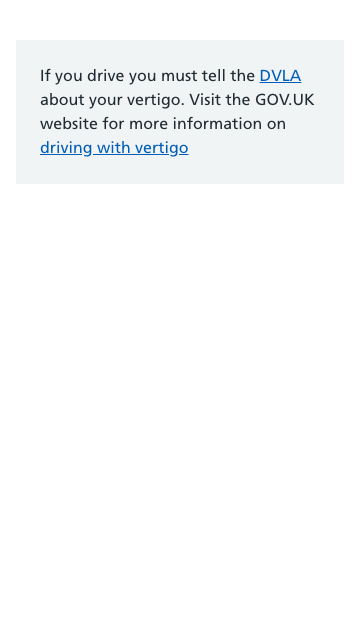 If you drive you must tell the DVLA
about your vertigo. Visit the GOV.UK
website for more information on
driving with vertigo